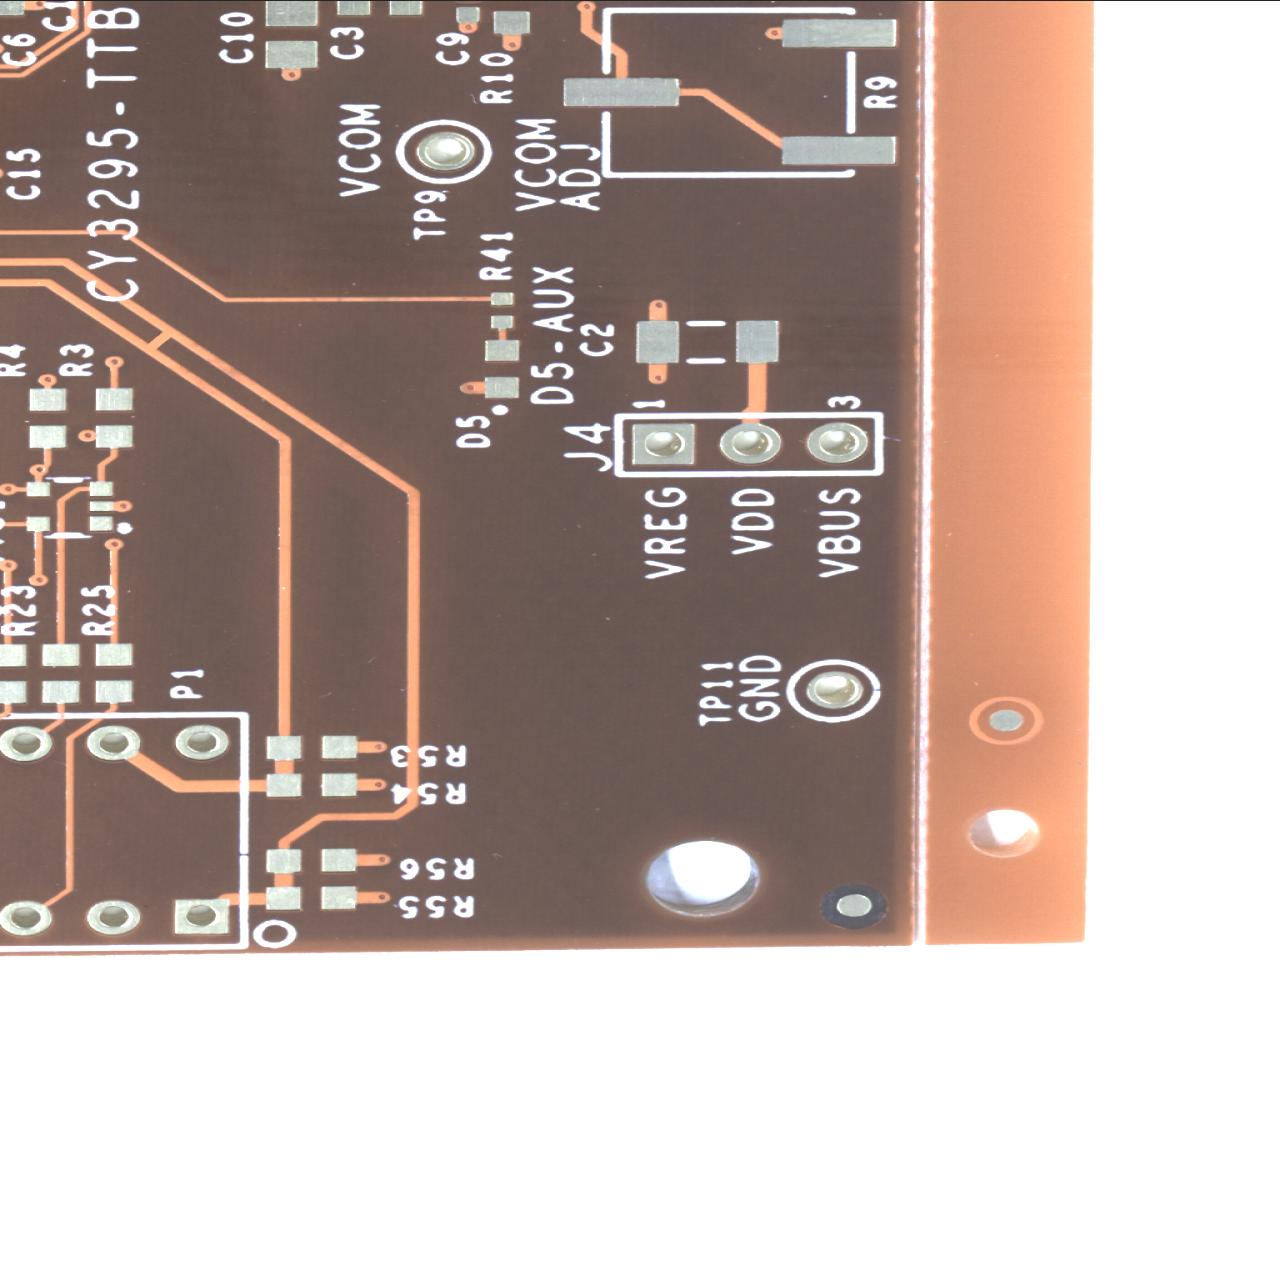 C6
C10
C3
C9
R10
R9
CY3295-TTB
VCOM
TP9
VCOM
ADJ
C15
R41
D5-AUX
C2
D5
R4
R3
1
3
J4
VREG
VDD
VBUS
R23
R25
P1
TP11
GND
R53
R54
R56
R55